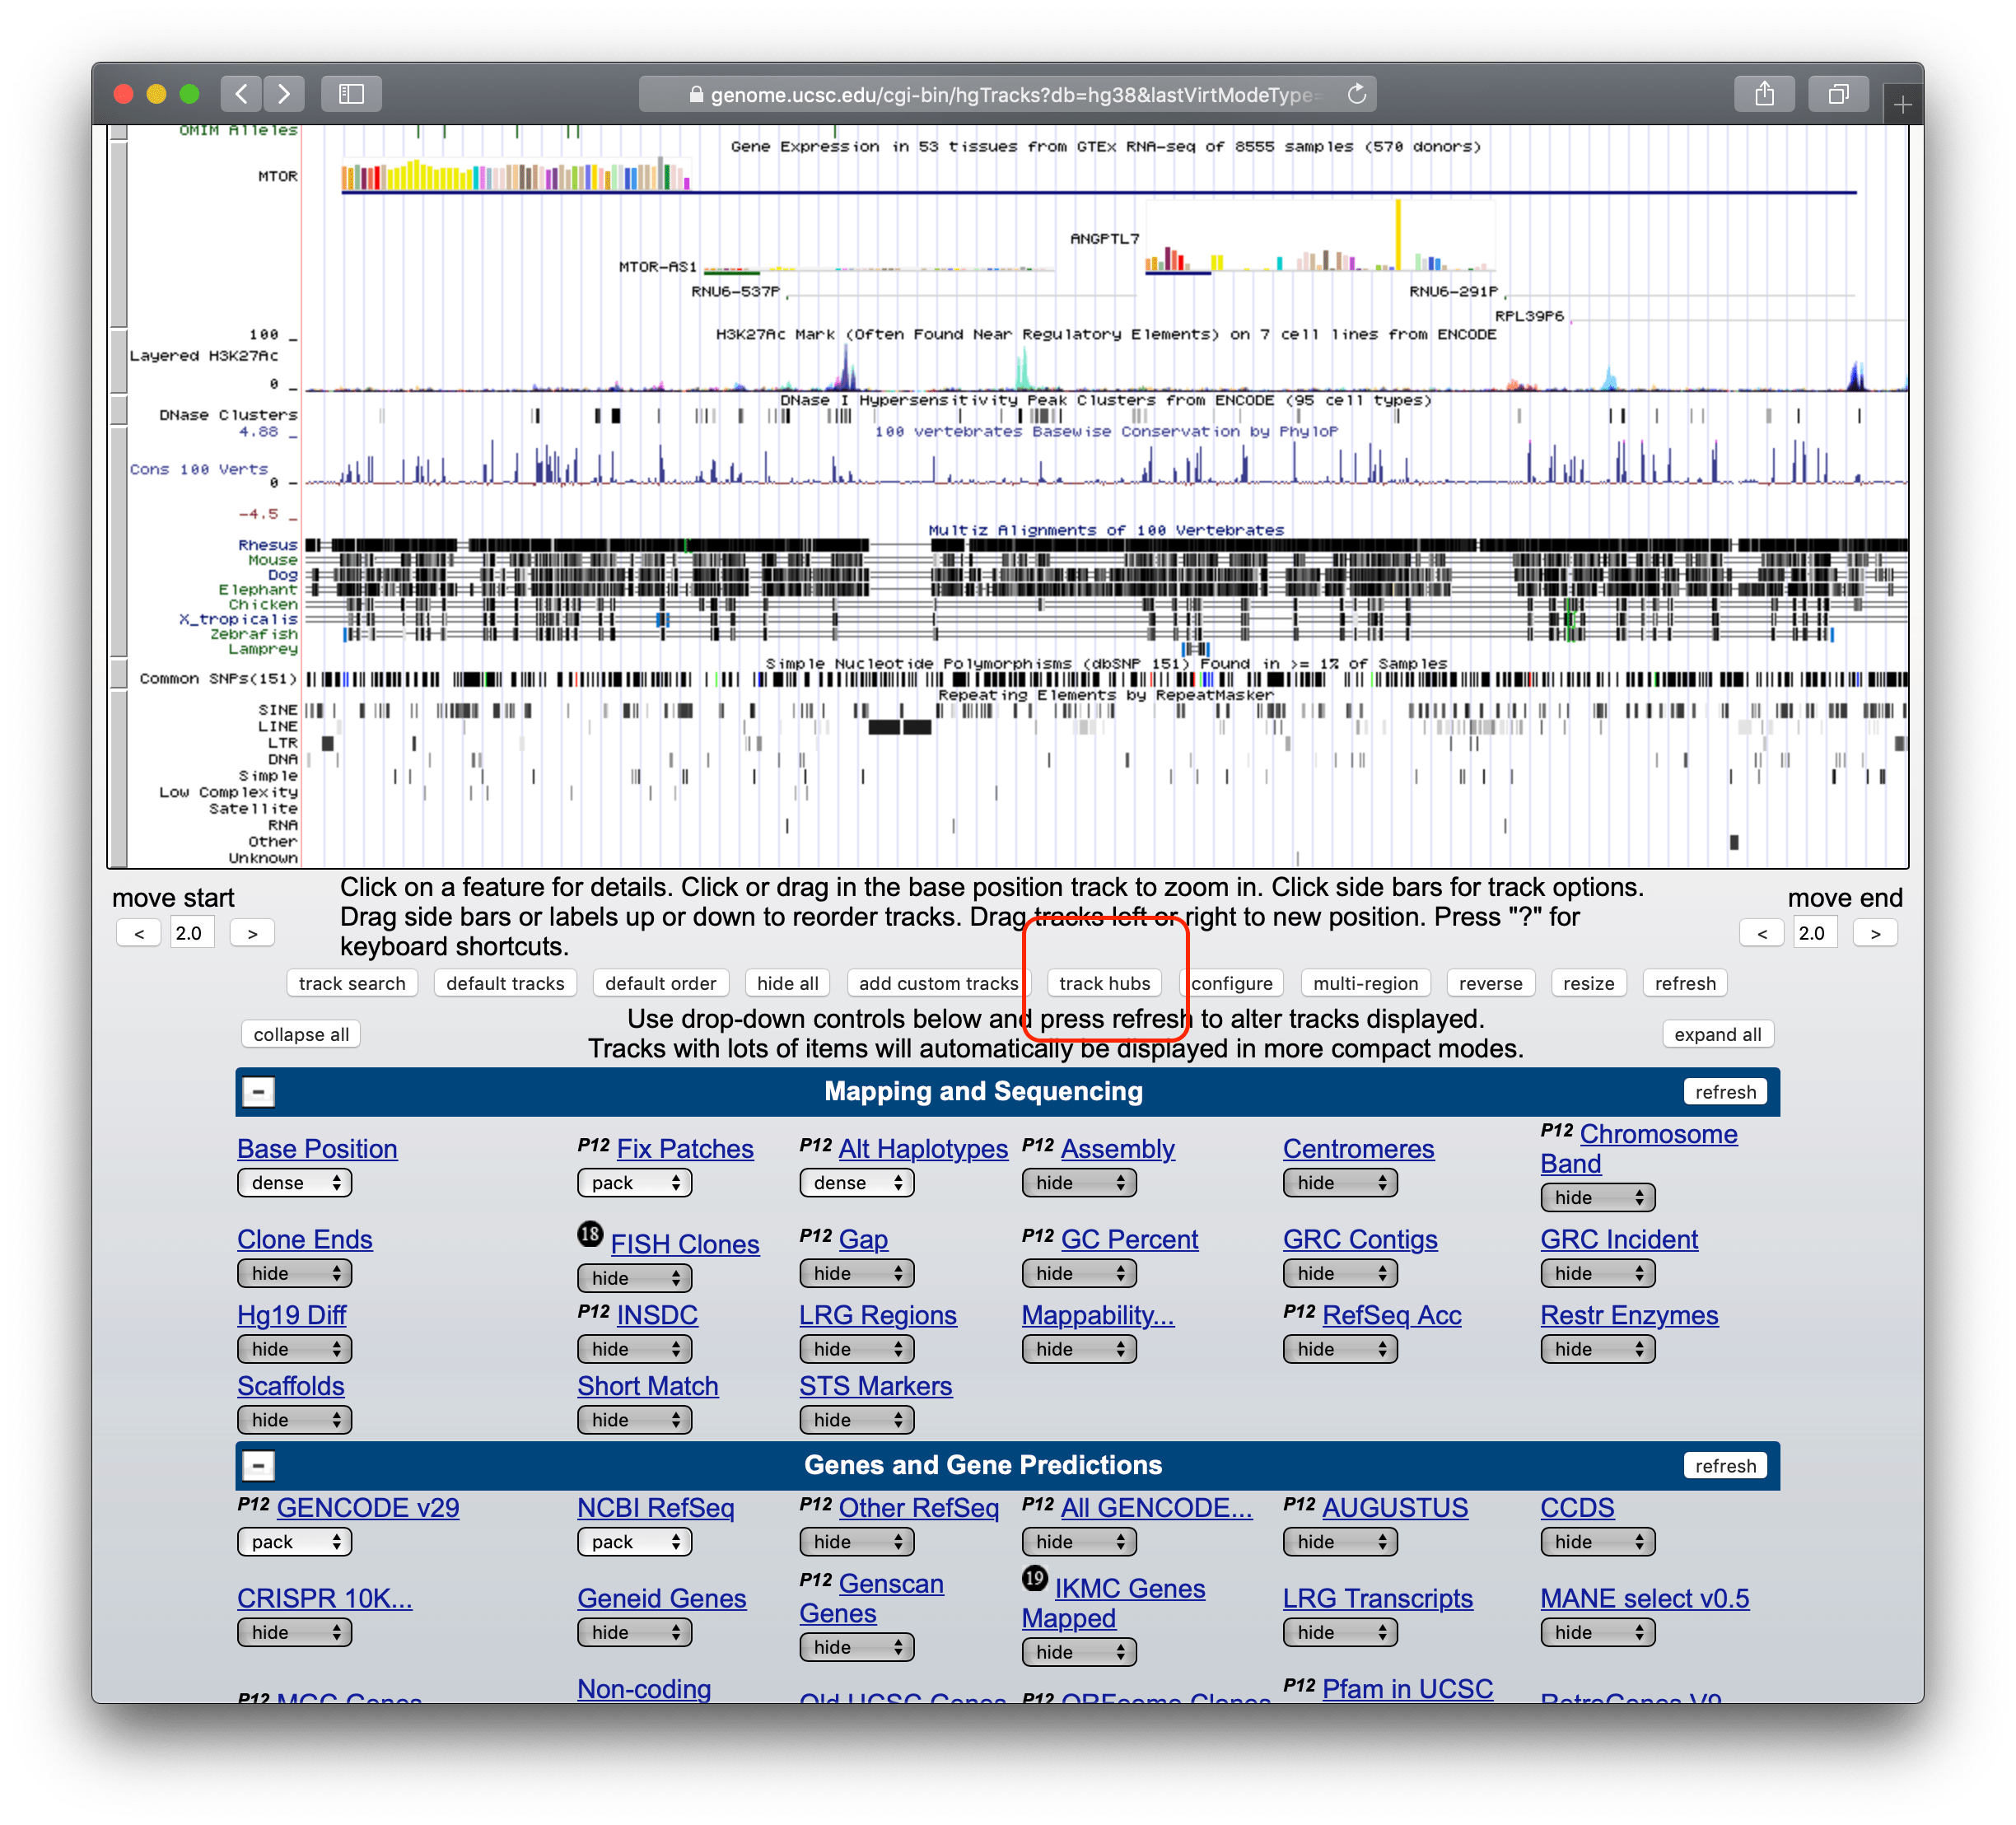 genome.ucsc.edu/cgi-bin/hgTracks?db=hg38&lastVirtModeType=
OMIM Alleles
Gene Expression in 53 tissues from GTEx RNA-seq of 8555 samples (570 donors)
MTOR
ANGPTL7
MTOR-AS1
RNU6-537P
RNU6-291P
RPL39P6
100 _
H3K27Ac Mark (Often Found Near Regulatory Elements) on 7 cell lines from ENCODE
Layered H3K27Ac
0 _
DNase I Hypersensitivity Peak Clusters from ENCODE (95 cell types)
DNase Clusters
4.88 _
100 vertebrates Basewise Conservation by PhyloP
Cons 100 Verts
0 _
-4.5 _
Multiz Alignments of 100 Vertebrates
Rhesus
Mouse
Dog
Elephant
Chicken
X_tropicalis
Zebrafish
Lamprey
Simple Nucleotide Polymorphisms (dbSNP 151) Found in >= 1% of Samples
Common SNPs(151)
Repeating Elements by RepeatMasker
SINE
LINE
LTR
DNA
Simple
Low Complexity
Satellite
RNA
Other
Unknown
move start
< 2.0 >
Click on a feature for details. Click or drag in the base position track to zoom in. Click side bars for track options.
Drag side bars or labels up or down to reorder tracks. Drag tracks left or right to new position. Press "?" for
keyboard shortcuts.
move end
< 2.0 >
track search default tracks default order hide all add custom tracks track hubs configure multi-region reverse resize refresh
collapse all
Use drop-down controls below and press refresh to alter tracks displayed.
Tracks with lots of items will automatically be displayed in more compact modes.
expand all
- Mapping and Sequencing refresh
Base Position P12 Fix Patches P12 Alt Haplotypes P12 Assembly Centromeres P12 Chromosome
Band
dense pack dense hide hide hide
Clone Ends 18 FISH Clones P12 Gap P12 GC Percent GRC Contigs GRC Incident
hide hide hide hide hide hide
Hg19 Diff P12 INSDC LRG Regions Mappability... P12 RefSeq Acc Restr Enzymes
hide hide hide hide hide hide
Scaffolds Short Match STS Markers
hide hide hide
- Genes and Gene Predictions refresh
P12 GENCODE v29 NCBI RefSeq P12 Other RefSeq P12 All GENCODE... P12 AUGUSTUS CCDS
pack pack hide hide hide hide
CRISPR 10K... Geneid Genes P12 Genscan 19 IKMC Genes LRG Transcripts MANE select v0.5
Genes Mapped
hide hide hide hide hide hide
P12 MGC Genes Non-coding Old UCSC Genes P12 ORFeome Clones P12 Pfam in UCSC RetroGenes V9